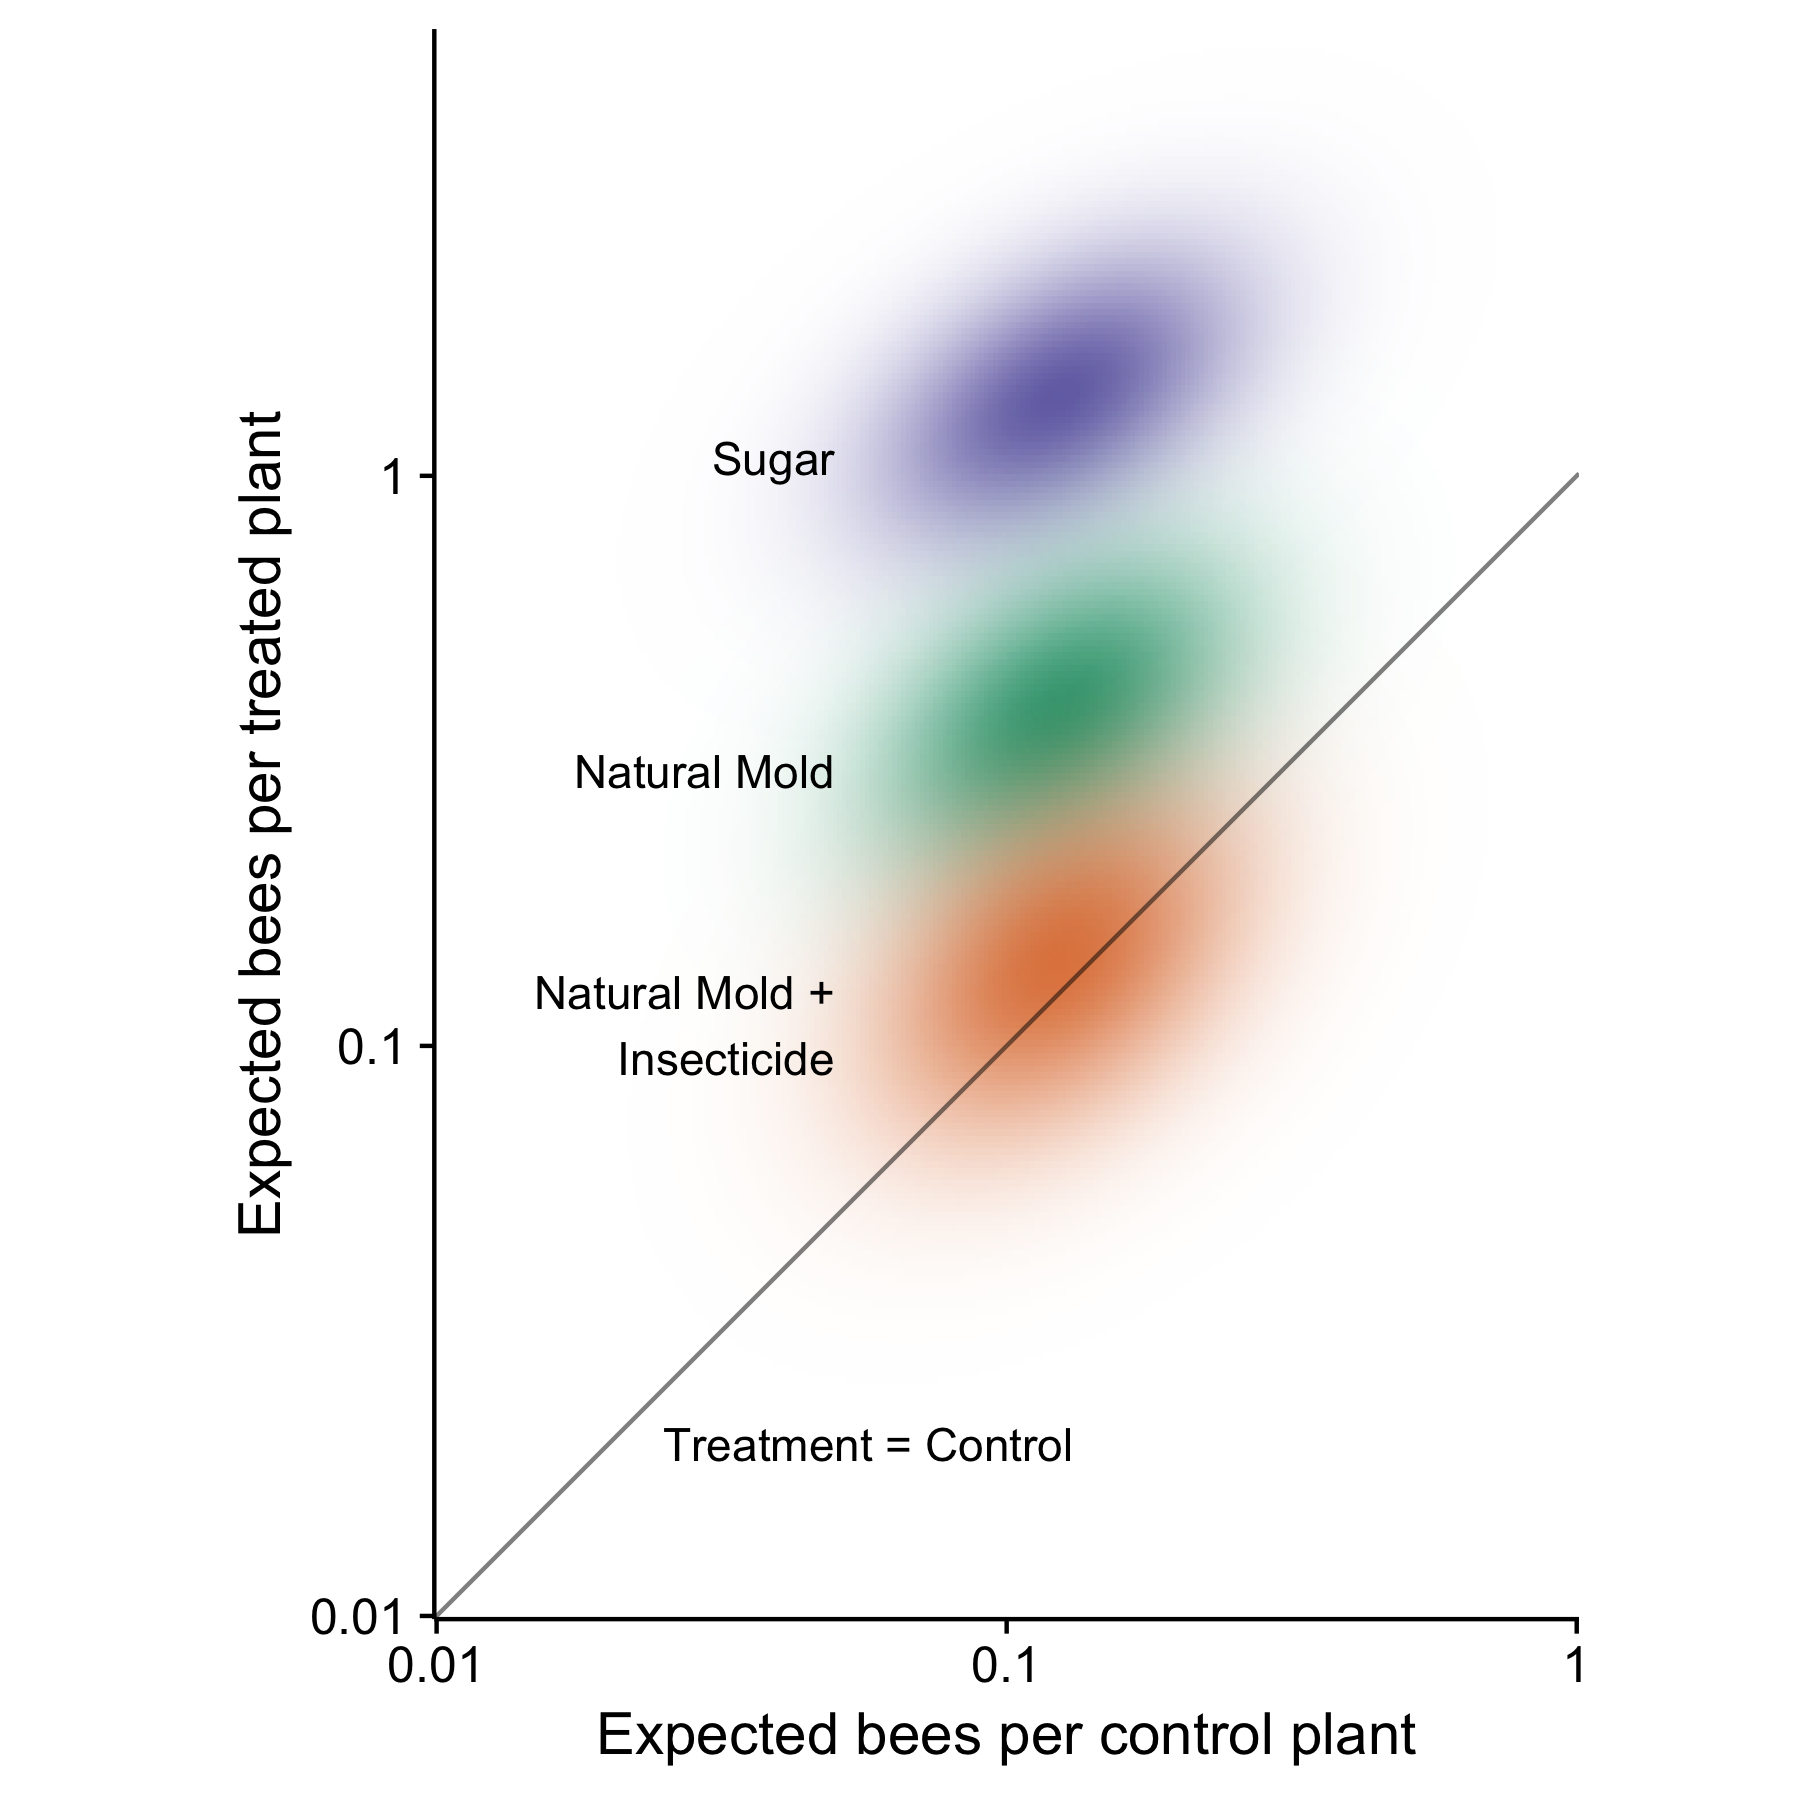 Expected bees per treated plant
1
0.1
0.01
Sugar
Natural Mold
Natural Mold +
Insecticide
Treatment = Control
0.01
0.1
1
Expected bees per control plant